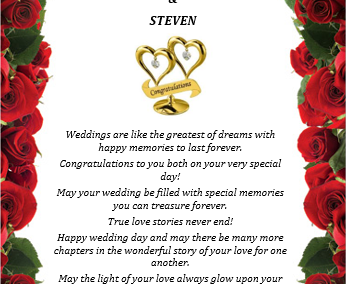 &
STEVEN
Congratulations
Weddings are like the greatest of dreams with
happy memories to last forever.
Congratulations to you both on your very special
day!
May your wedding be filled with special memories
you can treasure forever.
True love stories never end!
Happy wedding day and may there be many more
chapters in the wonderful story of your love for one
another.
May the light of your love always glow upon your